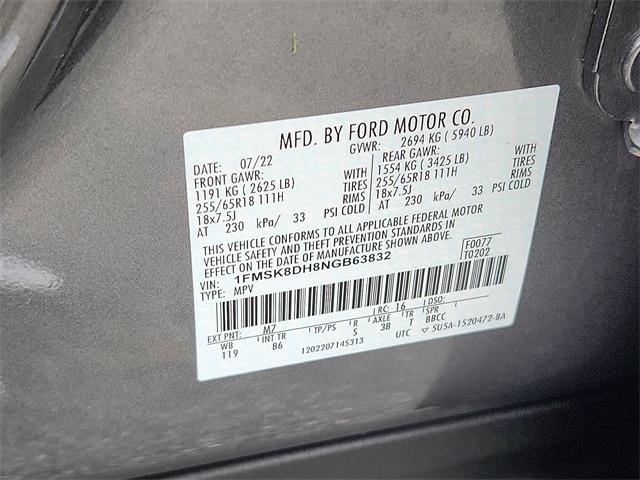 MFD. BY FORD MOTOR CO.
DATE: 07/22 GVWR: 2694 KG ( 5940 LB)
FRONT GAWR: REAR GAWR:
1191 KG ( 2625 LB) WITH 1554 KG ( 3425 LB) WITH
255/65R18 111H TIRES 255/65R18 111H TIRES
18x7.5J RIMS 18x7.5J RIMS
AT 230 kPa/ 33 PSI COLD AT 230 kPa/ 33 PSI COLD
THIS VEHICLE CONFORMS TO ALL APPLICABLE FEDERAL MOTOR
VEHICLE SAFETY AND THEFT PREVENTION STANDARDS IN
EFFECT ON THE DATE OF MANUFACTURE SHOWN ABOVE.
VIN: 1FMSK8DH8NGB63832 F0077
TYPE: MPV T0202
EXT PNT: M7 RC: 16 DSO:
WB INT TR TP/PS R AXLE TR SPR
119 86 S 3B T BBCC
1202207145313 UTC ▽ 5U5A-1520472-BA